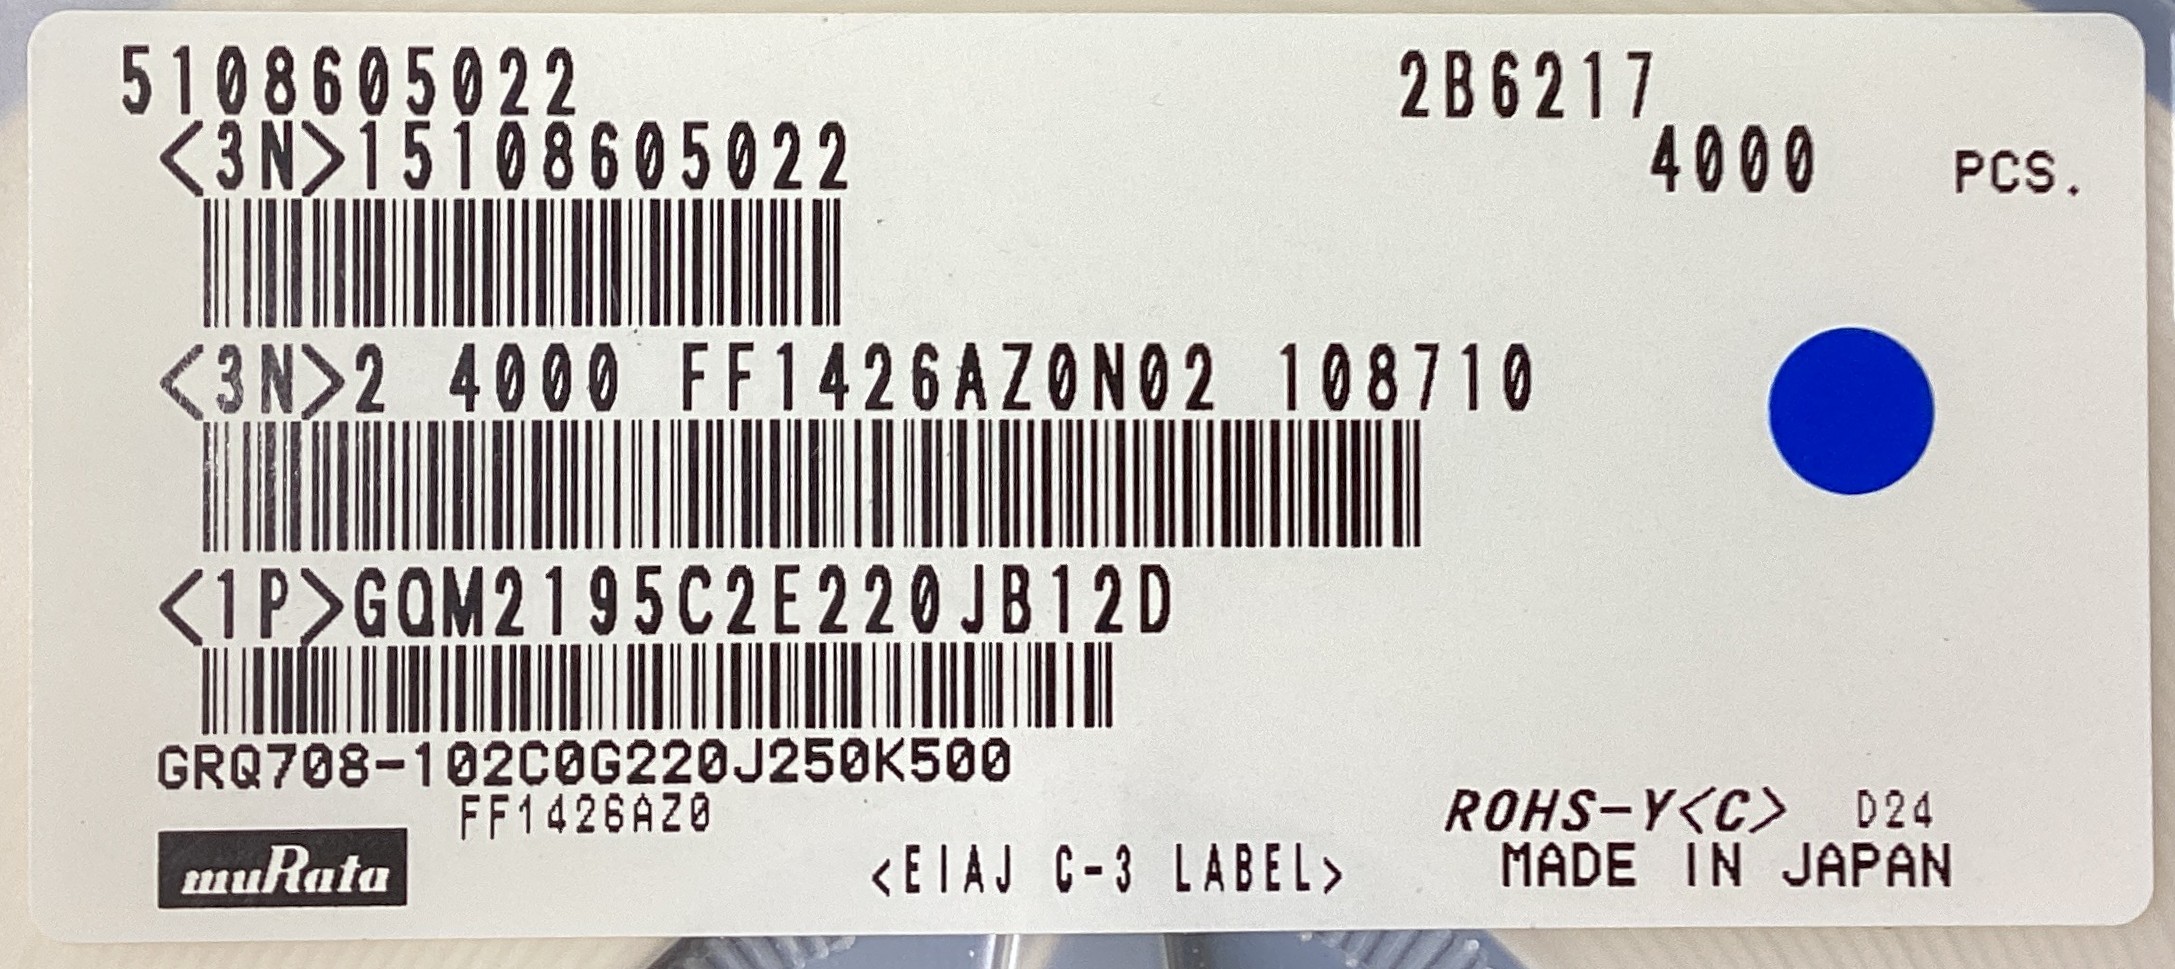 5108605022 2B6217
<3N>15108605022 4000 PCS.
<3N>2 4000 FF1426AZ0N02 108710
<1P>GQM2195C2E220JB12D
GRQ708-102C0G220J250K500
FF1426AZ0 ROHS-Y<C> D24
muRata <EIAJ C-3 LABEL> MADE IN JAPAN